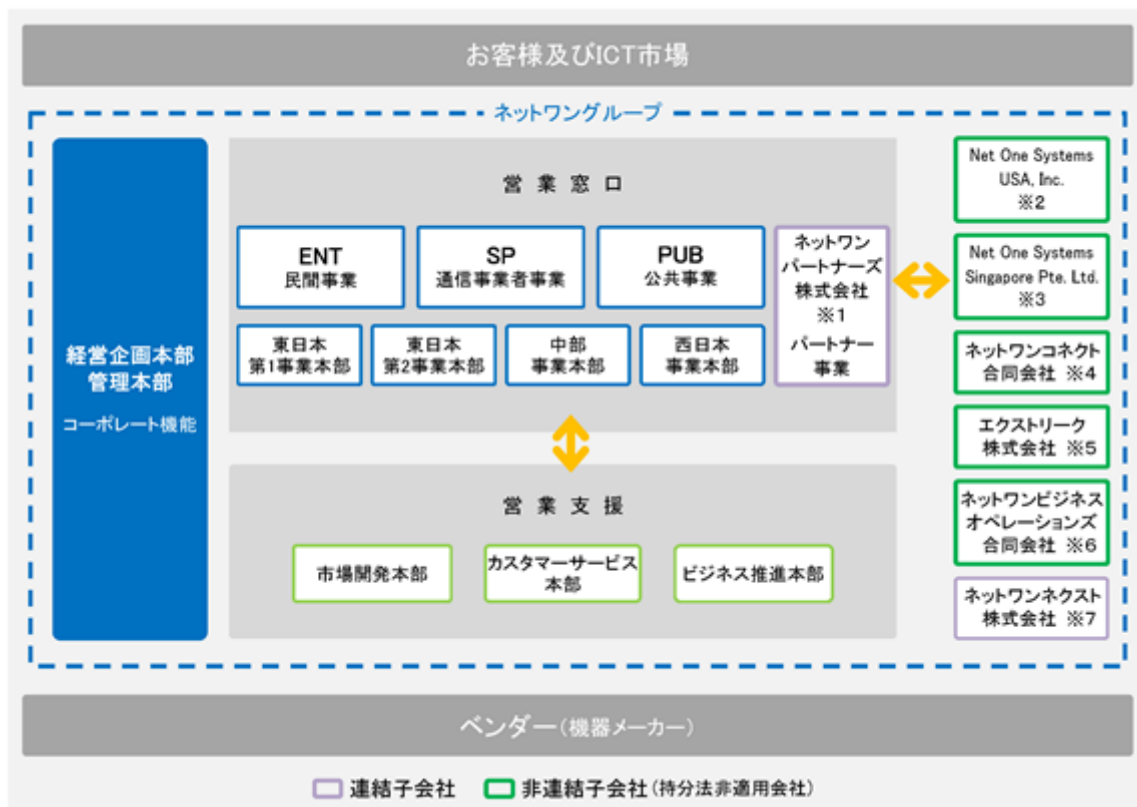 お客様及びICT市場
ネットワングループ
経営企画本部
管理本部
コーポレート機能
営業窓口
ENT
民間事業
SP
通信事業者事業
PUB
公共事業
東日本
第1事業本部
東日本
第2事業本部
中部
事業本部
西日本
事業本部
ネットワン
パートナーズ
株式会社
※1
パートナー
事業
営業支援
市場開発本部
カスタマーサービス
本部
ビジネス推進本部
Net One Systems
USA, Inc.
※2
Net One Systems
Singapore Pte. Ltd.
※3
ネットワンコネクト
合同会社 ※4
エクストリーク
株式会社 ※5
ネットワンビジネス
オペレーションズ
合同会社 ※6
ネットワンネクスト
株式会社 ※7
ベンダー(機器メーカー)
連結子会社
非連結子会社(持分法非適用会社)